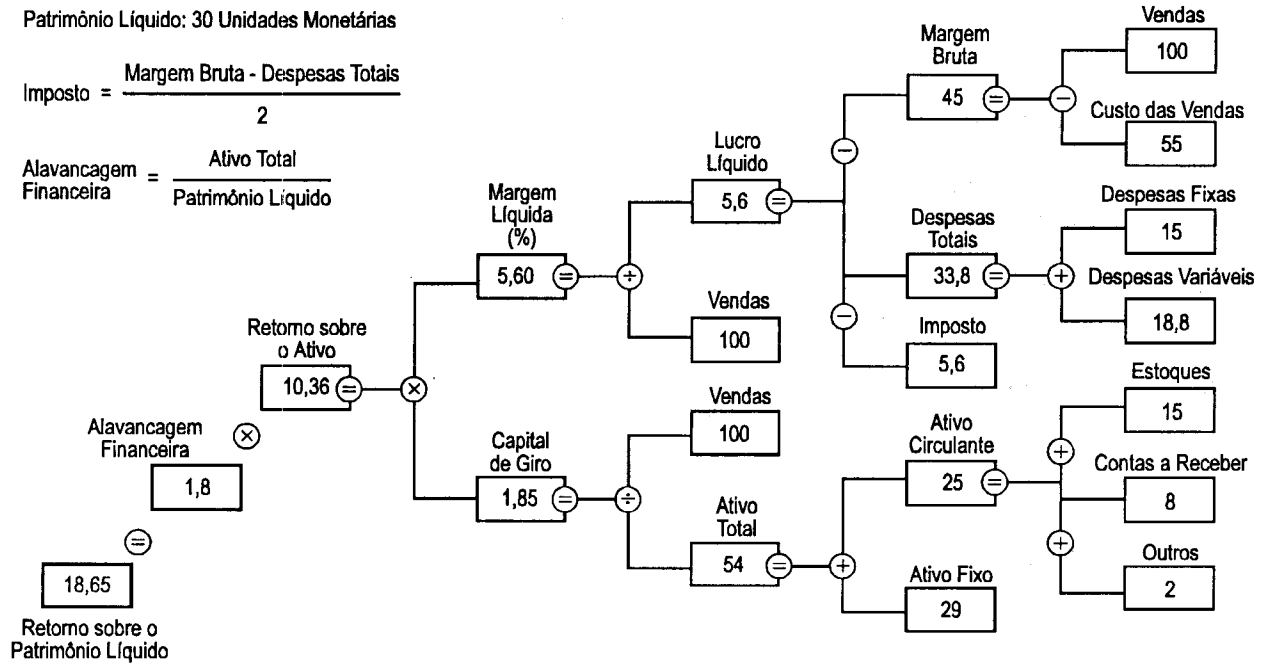 Patrimônio Líquido: 30 Unidades Monetárias
Imposto = Margem Bruta - Despesas Totais
2
Alavancagem
Financeira = Ativo Total
Patrimônio Líquido
Vendas
100
Margem
Bruta
45 =
−
Custo das Vendas
55
−
Lucro
Líquido
5,6 =
Despesas Fixas
15
Despesas
Totais
33,8 =
+
Despesas Variáveis
18,8
−
Imposto
5,6
Margem
Líquida
(%)
5,60 =
÷
Vendas
100
Retorno sobre
o Ativo
10,36 =
×
Vendas
100
Capital
de Giro
1,85 =
÷
Ativo
Total
54 =
+
Ativo
Circulante
25 =
Estoques
15
+
Contas a Receber
8
+
Outros
2
Ativo Fixo
29
Alavancagem
Financeira
×
1,8
=
18,65
Retorno sobre o
Patrimônio Líquido